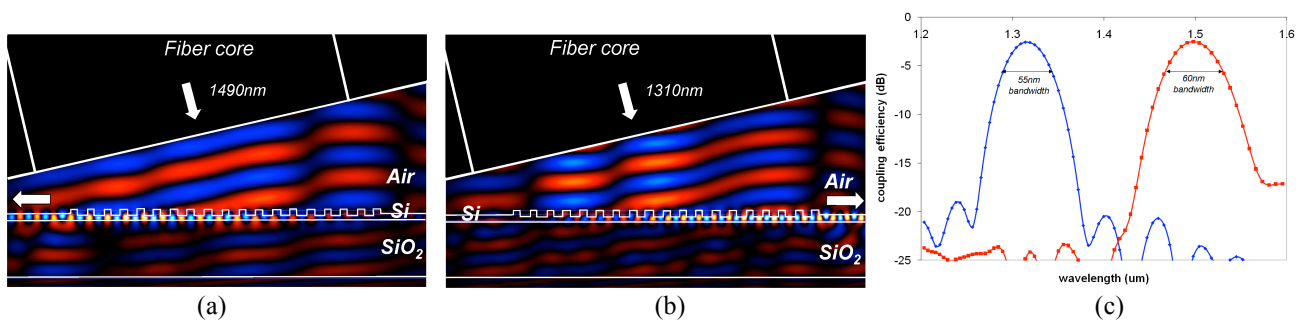 Fiber core
1490nm
Air
Si
SiO2
(a)
Fiber core
1310nm
Air
Si
SiO2
(b)
0
1.2
1.3
1.4
1.5
1.6
-5
-10
-15
-20
-25
55nm
bandwidth
60nm
bandwidth
coupling efficiency (dB)
wavelength (um)
(c)